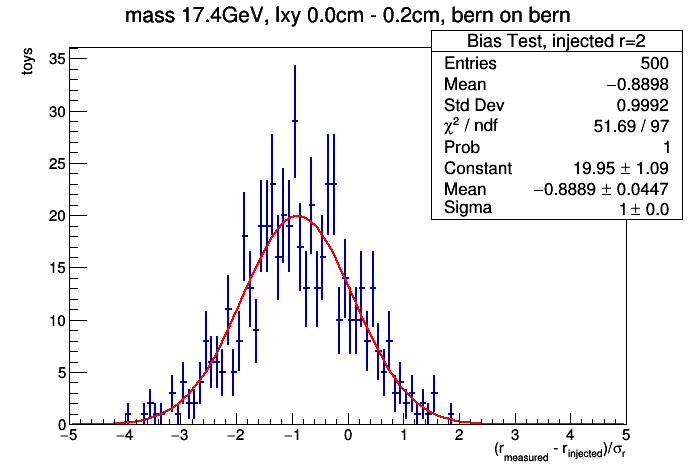 mass 17.4GeV, lxy 0.0cm - 0.2cm, bern on bern
toys
Bias Test, injected r=2
Entries 500
Mean −0.8898
Std Dev 0.9992
χ² / ndf 51.69 / 97
Prob 1
Constant 19.95 ± 1.09
Mean −0.8889 ± 0.0447
Sigma 1 ± 0.0
35
30
25
20
15
10
5
0
−5 −4 −3 −2 −1 0 1 2 3 4 5
(r_measured - r_injected)/σ_r